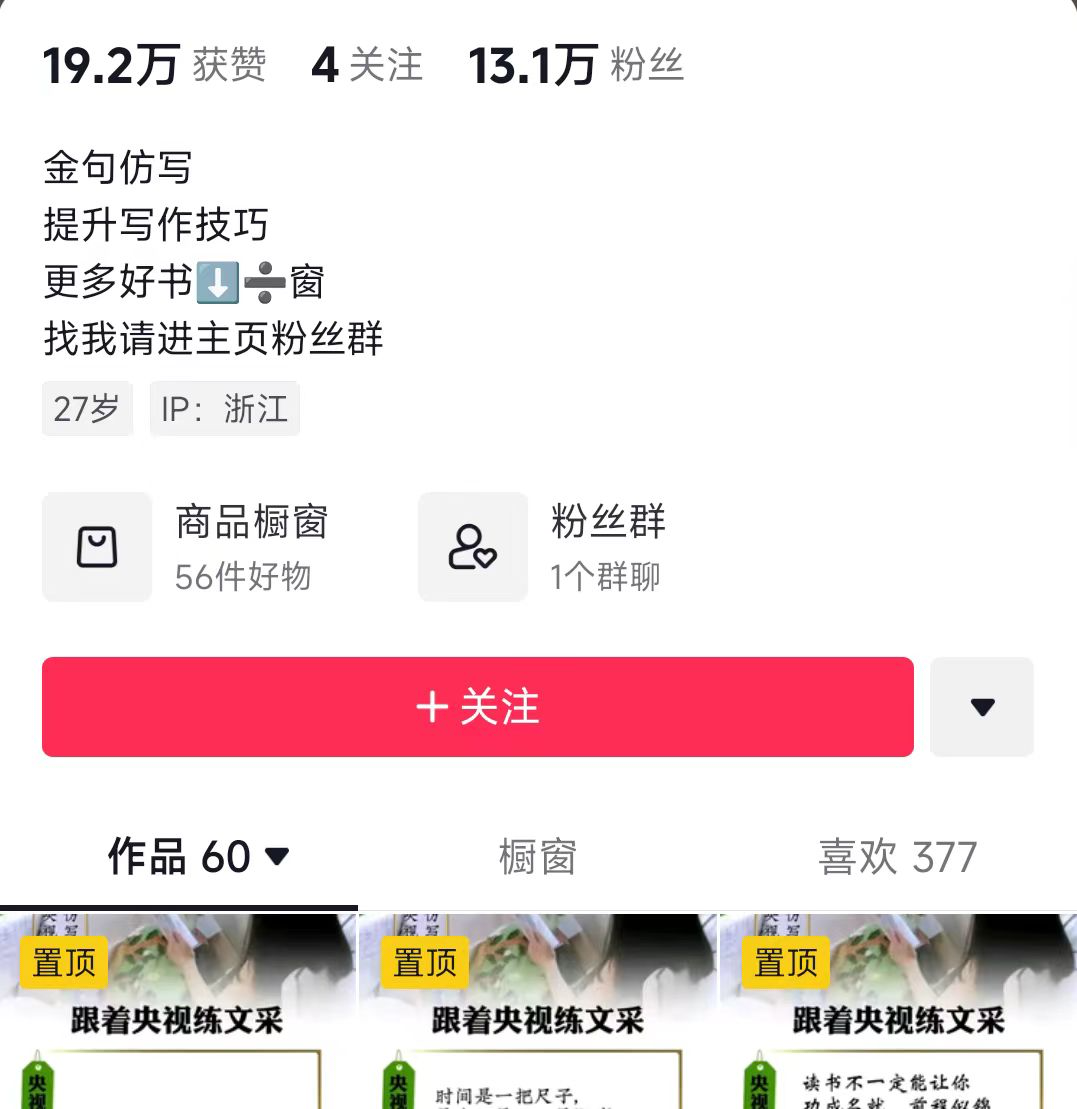 19.2万 获赞 4 关注 13.1万 粉丝
金句仿写
提升写作技巧
更多好书⬇️➗窗
找我请进主页粉丝群
27岁 IP：浙江
商品橱窗 粉丝群
56件好物 1个群聊
+ 关注
作品 60 橱窗 喜欢 377
置顶 置顶 置顶
跟着央视练文采 跟着央视练文采 跟着央视练文采
央视 央视 央视
时间是一把尺子，
读书不一定能让你
功成名就，前程似锦